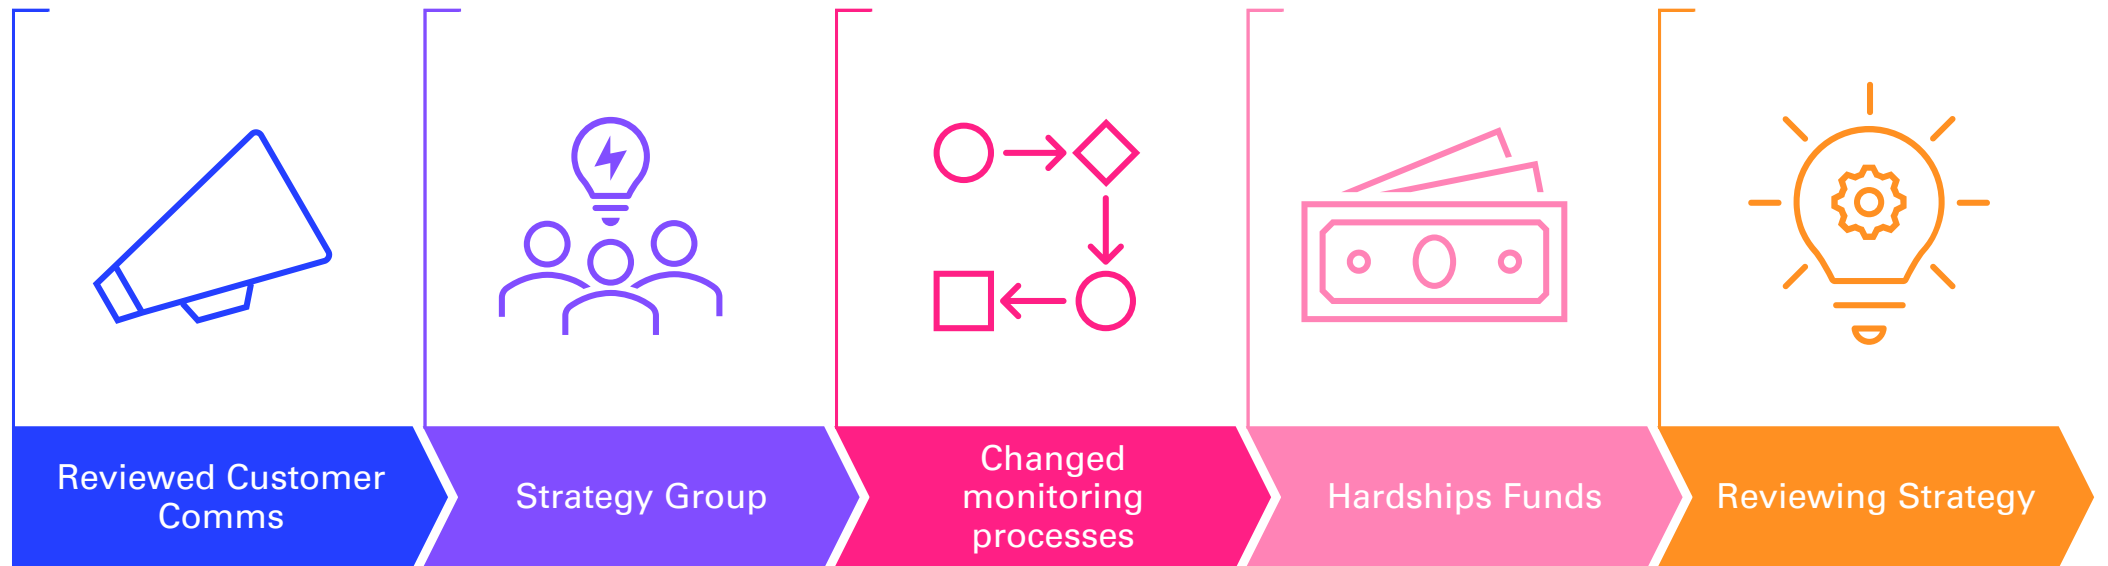 Reviewed Customer
Comms
Strategy Group
Changed
monitoring
processes
Hardships Funds
Reviewing Strategy